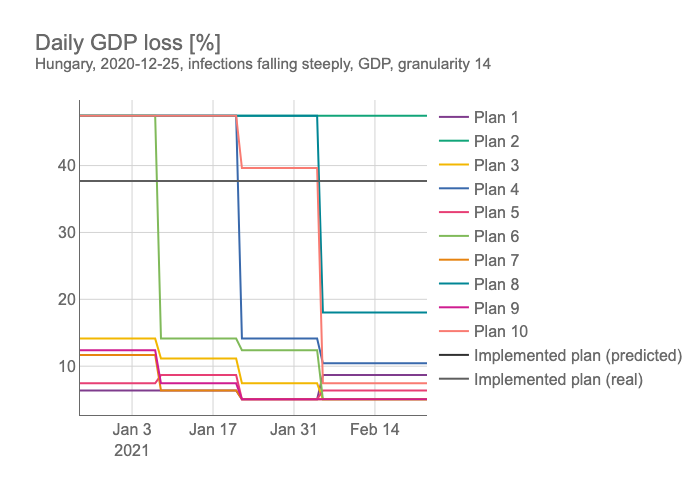 Daily GDP loss [%]
Hungary, 2020-12-25, infections falling steeply, GDP, granularity 14
40
30
20
10
Jan 3
2021
Jan 17
Jan 31
Feb 14
Plan 1
Plan 2
Plan 3
Plan 4
Plan 5
Plan 6
Plan 7
Plan 8
Plan 9
Plan 10
Implemented plan (predicted)
Implemented plan (real)